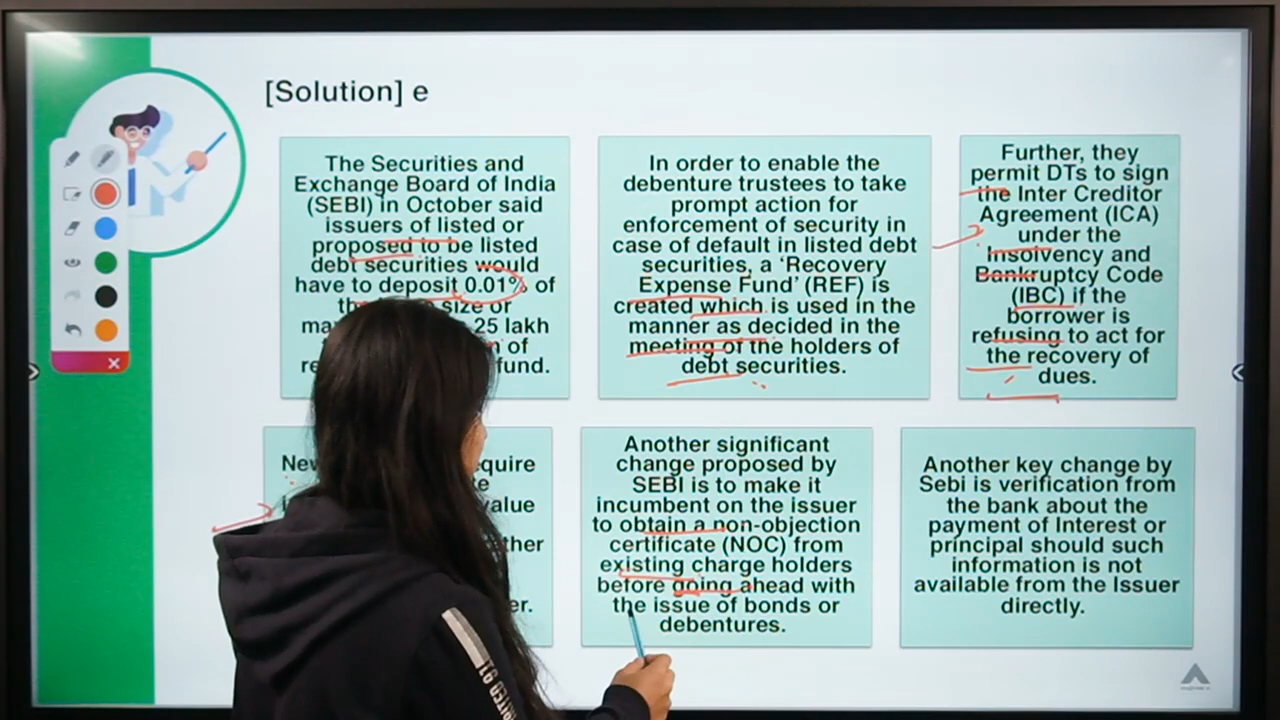 [Solution] e
The Securities and
Exchange Board of India
(SEBI) in October said
issuers of listed or
proposed to be listed
debt securities would
have to deposit 0.01% of
size or
25 lakh
of
fund.
In order to enable the
debenture trustees to take
prompt action for
enforcement of security in
case of default in listed debt
securities, a ‘Recovery
Expense Fund’ (REF) is
created which is used in the
manner as decided in the
meeting of the holders of
debt securities.
Further, they
permit DTs to sign
the Inter Creditor
Agreement (ICA)
under the
Insolvency and
Bankruptcy Code
(IBC) if the
borrower is
refusing to act for
the recovery of
dues.
Another significant
change proposed by
SEBI is to make it
incumbent on the issuer
to obtain a non-objection
certificate (NOC) from
existing charge holders
before going ahead with
the issue of bonds or
debentures.
Another key change by
Sebi is verification from
the bank about the
payment of Interest or
principal should such
information is not
available from the Issuer
directly.